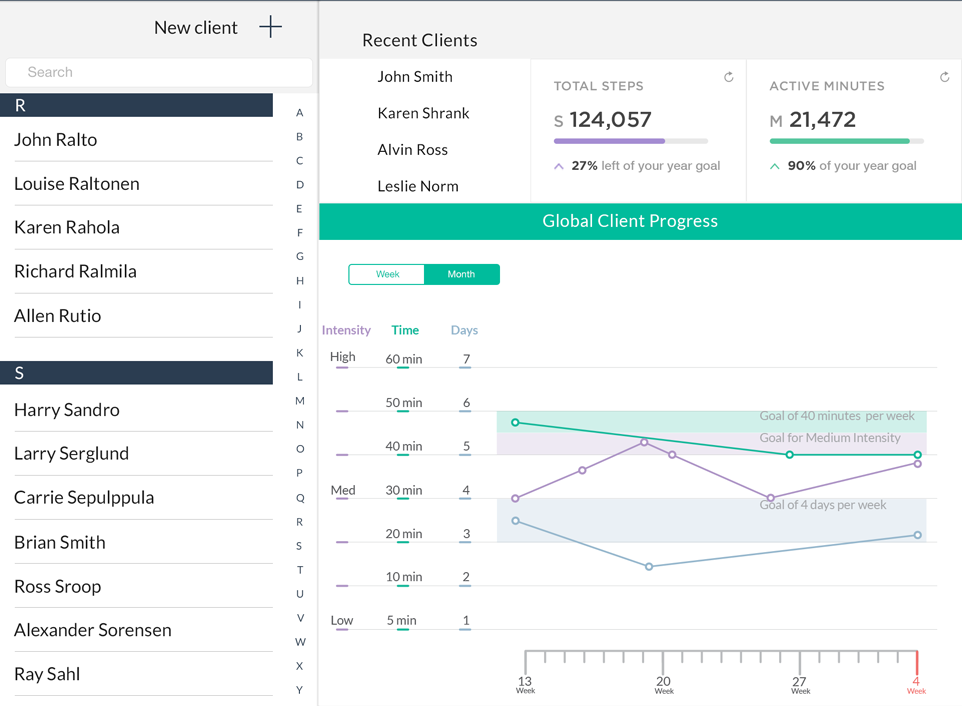 New client
Search
R
John Ralto
Louise Raltonen
Karen Rahola
Richard Ralmila
Allen Rutio
S
Harry Sandro
Larry Serglund
Carrie Sepulppula
Brian Smith
Ross Sroop
Alexander Sorensen
Ray Sahl
A
B
C
D
E
F
G
H
I
J
K
L
M
N
O
P
Q
R
S
T
U
V
W
X
Y
Recent Clients
John Smith
Karen Shrank
Alvin Ross
Leslie Norm
TOTAL STEPS
S 124,057
27% left of your year goal
ACTIVE MINUTES
M 21,472
90% of your year goal
Global Client Progress
Week Month
Intensity Time Days
High 60 min 7
50 min 6
40 min 5
Med 30 min 4
20 min 3
10 min 2
Low 5 min 1
Goal of 40 minutes per week
Goal for Medium Intensity
Goal of 4 days per week
13 20 27 4
Week Week Week Week